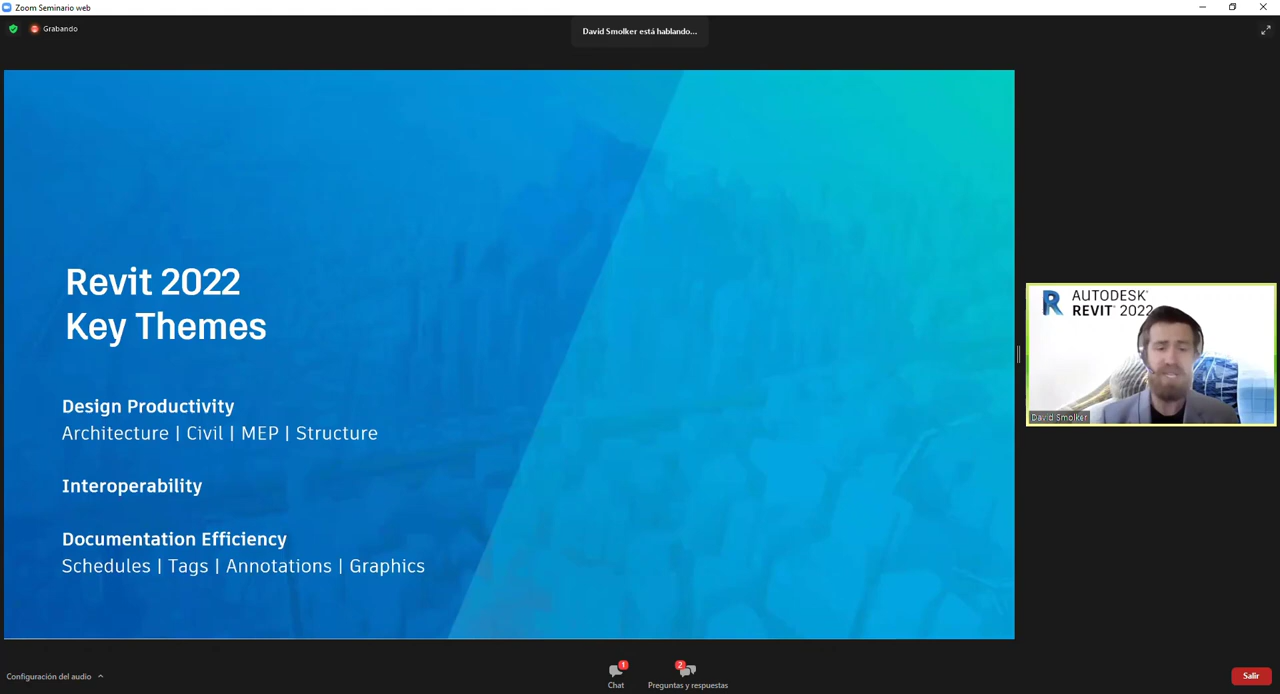 Zoom Seminario web
Grabando
David Smolker está hablando...
Revit 2022
Key Themes
Design Productivity
Architecture | Civil | MEP | Structure
Interoperability
Documentation Efficiency
Schedules | Tags | Annotations | Graphics
R AUTODESK®
REVIT® 2022
David Smolker
Configuración del audio
1
Chat
2
Preguntas y respuestas
Salir